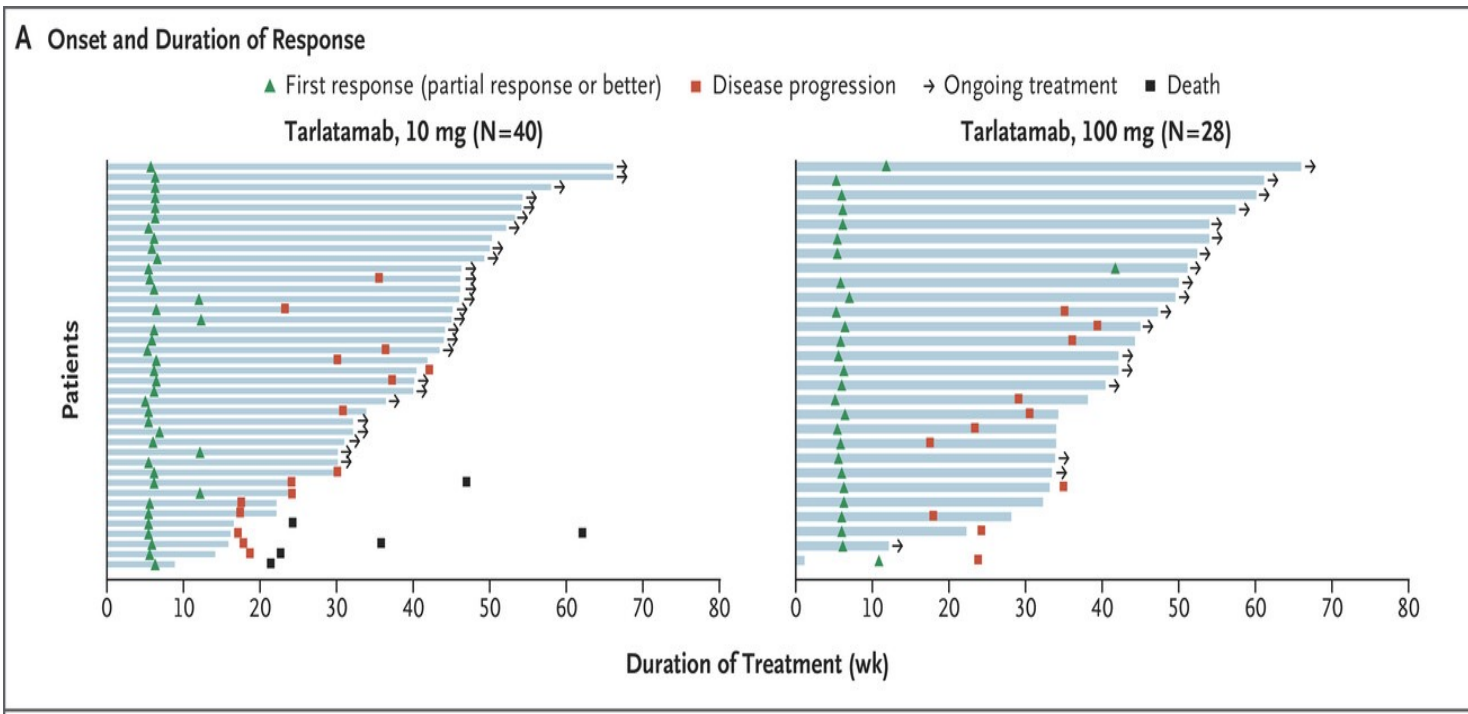 A Onset and Duration of Response
First response (partial response or better) Disease progression Ongoing treatment Death
Tarlatamab, 10 mg (N=40) Tarlatamab, 100 mg (N=28)
Patients
0 10 20 30 40 50 60 70 80 0 10 20 30 40 50 60 70 80
Duration of Treatment (wk)